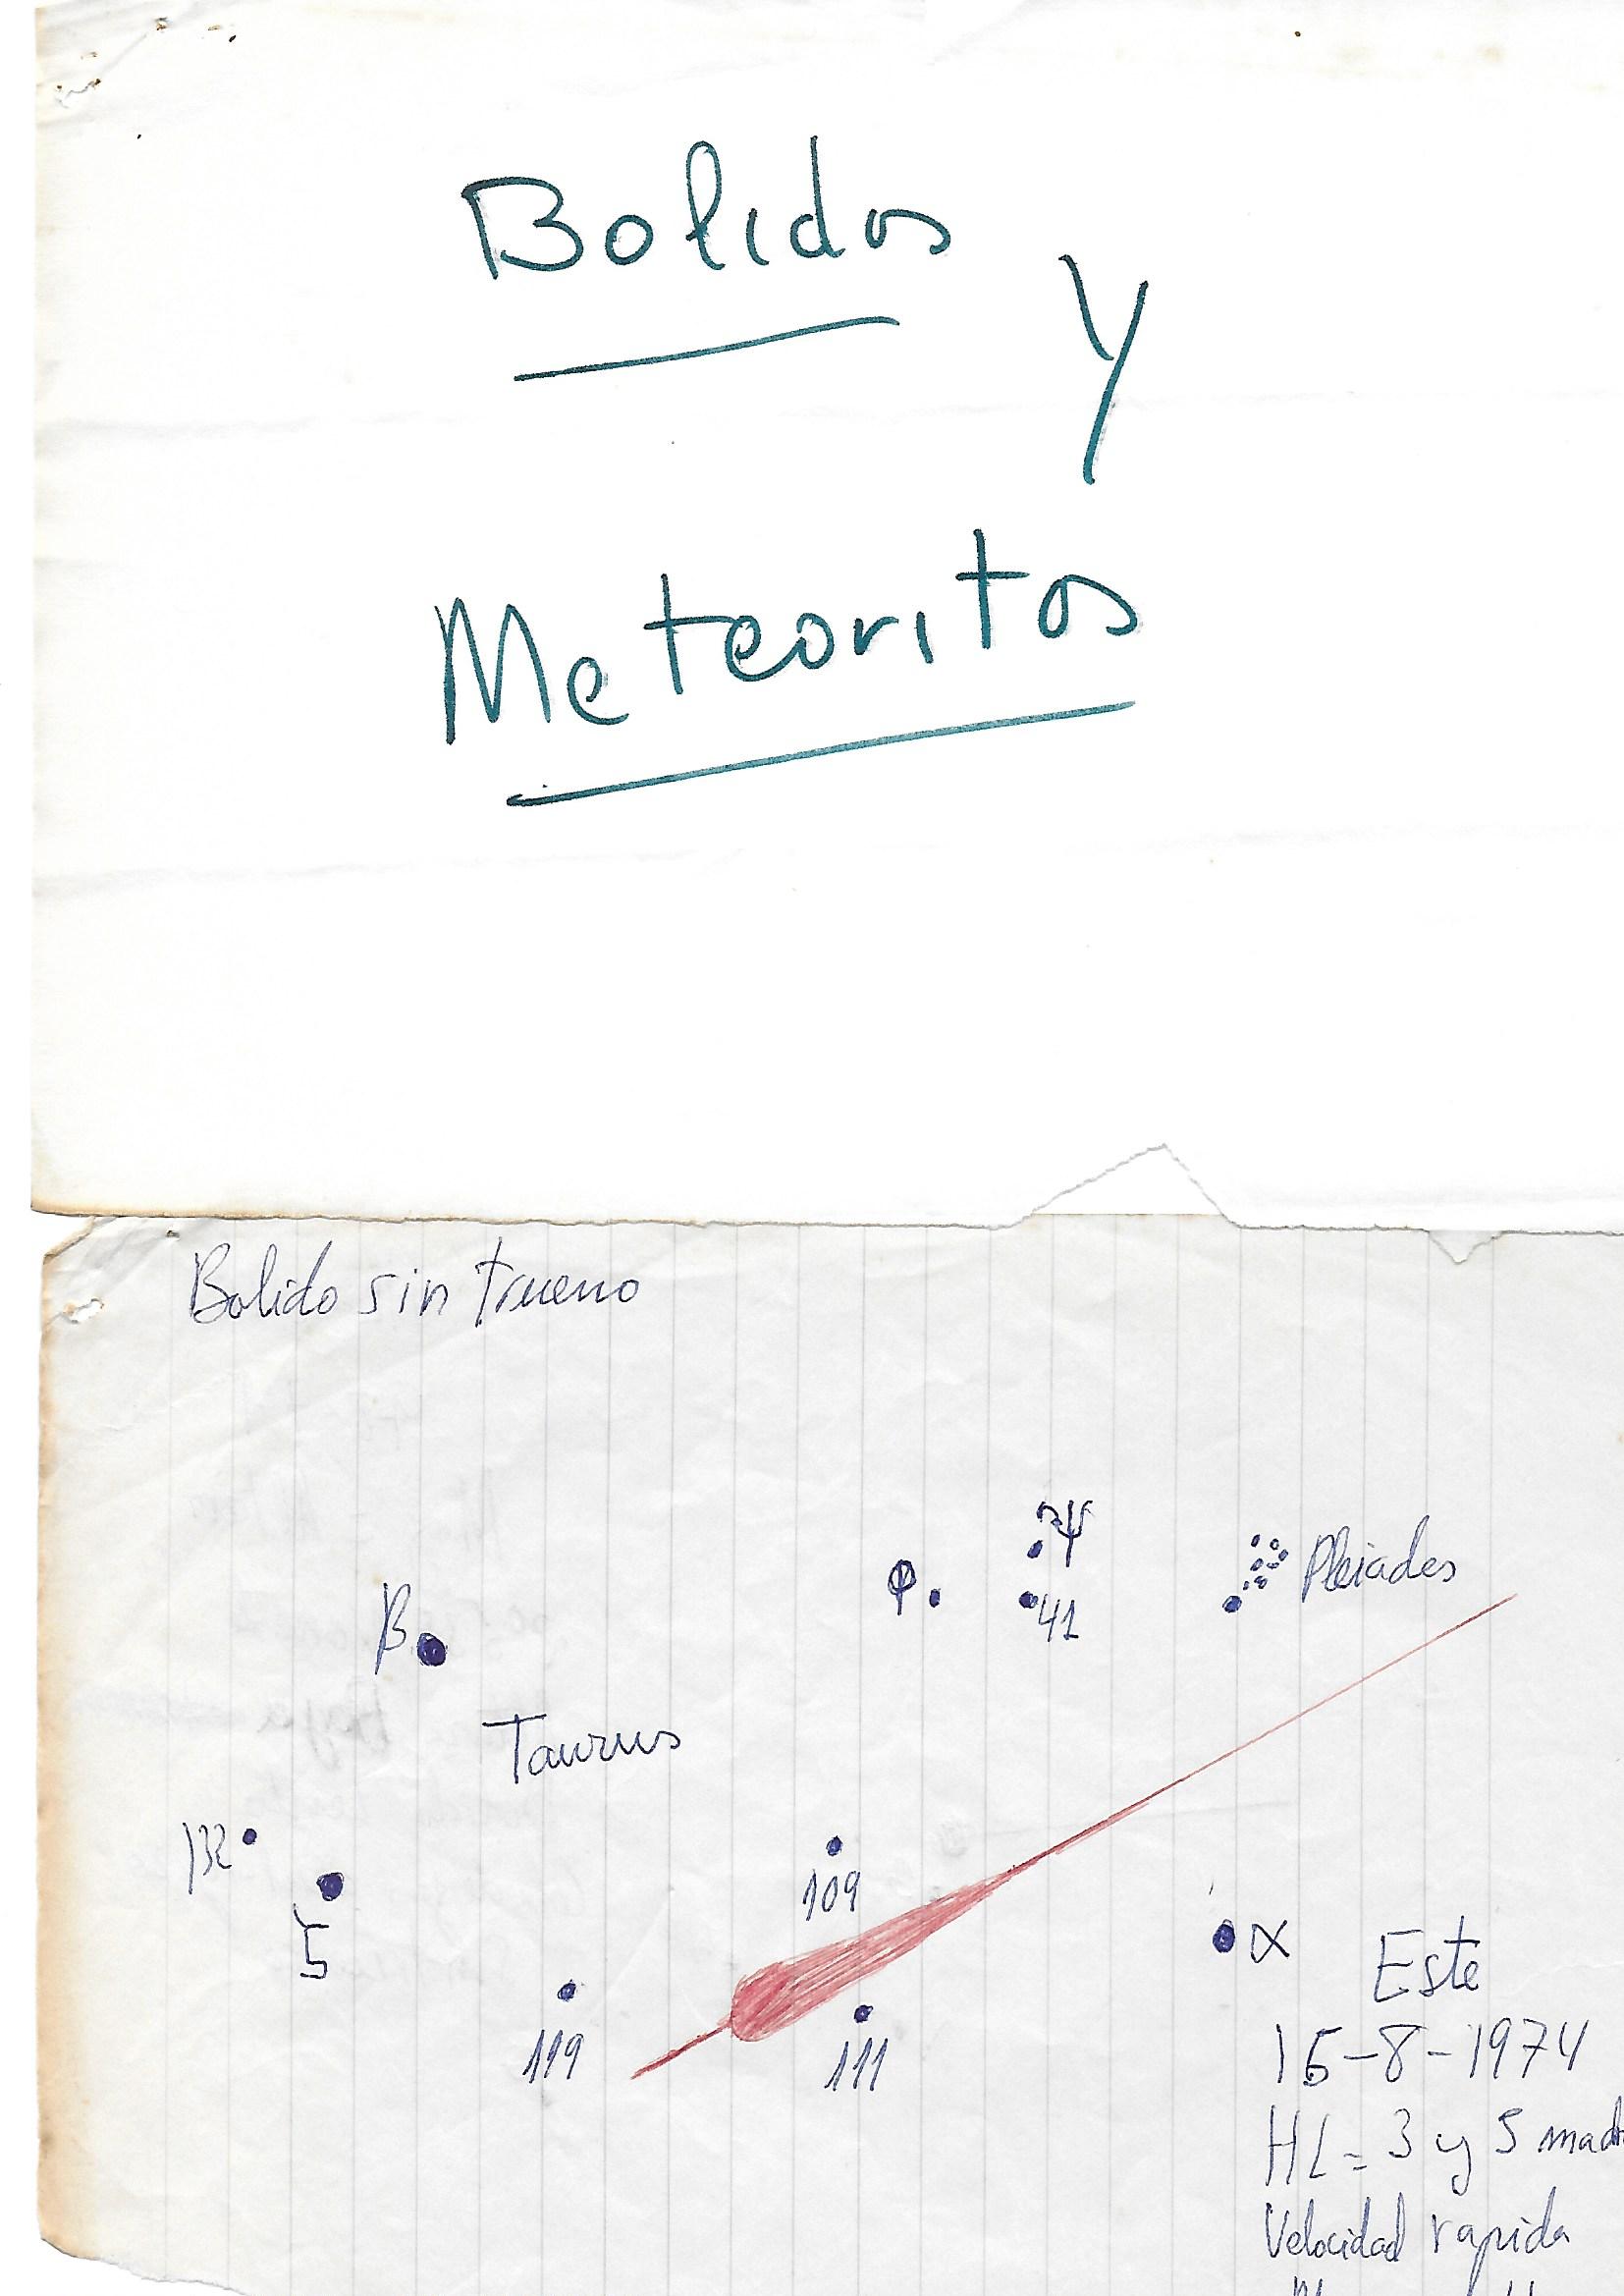 Bolidos
y
Meteoritos
Bolido sin trueno
ψ
φ
41
Pleiades
β
Taurus
132
109
ζ
α
Este
119
111
15-8-1974
HL = 3 y 5 mad
Velocidad rapida